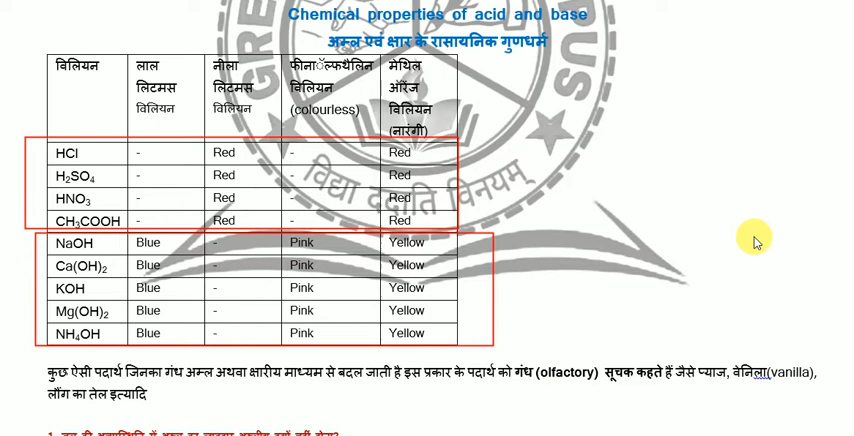 Chemical properties of acid and base
अम्ल एवं क्षार के रासायनिक गुणधर्म
विलियन लाल लिटमस विलियन नीला लिटमस विलियन फीनाॅल्फथैलिन विलियन (colourless) मेथिल ऑरेंज विलियन (नारंगी)
HCl - Red - Red
H₂SO₄ - Red - Red
HNO₃ - Red - Red
CH₃COOH - Red - Red
NaOH Blue - Pink Yellow
Ca(OH)₂ Blue - Pink Yellow
KOH Blue - Pink Yellow
Mg(OH)₂ Blue - Pink Yellow
NH₄OH Blue - Pink Yellow
विद्या ददाति विनयम्
कुछ ऐसी पदार्थ जिनका गंध अम्ल अथवा क्षारीय माध्यम से बदल जाती है इस प्रकार के पदार्थ को गंध (olfactory) सूचक कहते हैं जैसे प्याज, वेनिला(vanilla),
लौंग का तेल इत्यादि